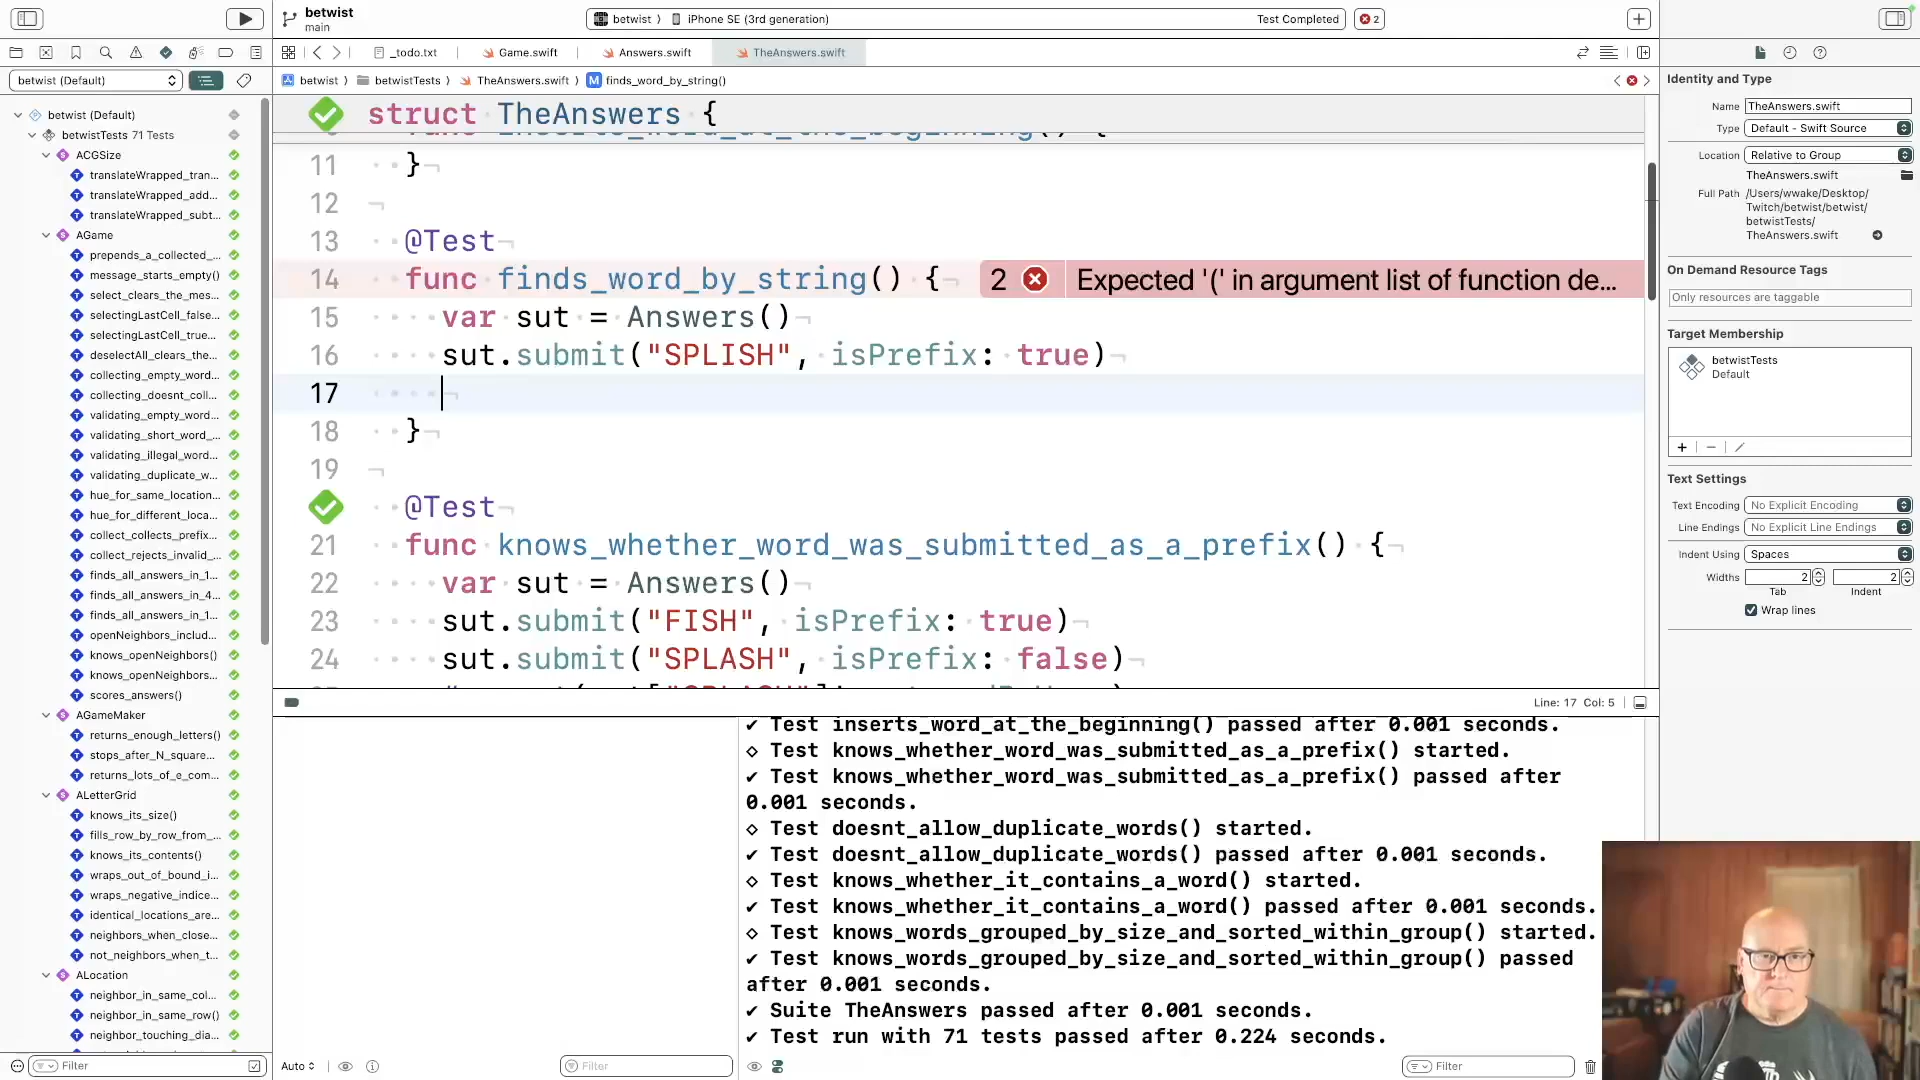 betwist
main
betwist 〉 iPhone SE (3rd generation)
Test Completed
2
_todo.txt
Game.swift
Answers.swift
TheAnswers.swift
betwist (Default)
betwist 〉 betwistTests 〉 TheAnswers.swift 〉 M finds_word_by_string()
betwist (Default)
betwistTests 71 Tests
ACGSize
translateWrapped_tran...
translateWrapped_add...
translateWrapped_subt...
AGame
prepends_a_collected_...
message_starts_empty()
select_clears_the_mes...
selectingLastCell_false...
selectingLastCell_true...
deselectAll_clears_the...
collecting_empty_word...
collecting_doesnt_coll...
validating_empty_word...
validating_short_word_...
validating_illegal_word...
validating_duplicate_w...
hue_for_same_location...
hue_for_different_loca...
collect_collects_prefix...
collect_rejects_invalid_...
finds_all_answers_in_1...
finds_all_answers_in_4...
finds_all_answers_in_1...
openNeighbors_includ...
knows_openNeighbors()
knows_openNeighbors...
scores_answers()
AGameMaker
returns_enough_letters()
stops_after_N_square...
returns_lots_of_e_com...
ALetterGrid
knows_its_size()
fills_row_by_row_from_...
knows_its_contents()
wraps_out_of_bound_i...
wraps_negative_indice...
identical_locations_are...
neighbors_when_close...
not_neighbors_when_t...
ALocation
neighbor_in_same_col...
neighbor_in_same_row()
neighbor_touching_dia...
Filter
struct TheAnswers {
11 }
12
13 @Test
14 func finds_word_by_string() { 2 Expected '(' in argument list of function de...
15 var sut = Answers()
16 sut.submit("SPLISH", isPrefix: true)
17
18 }
19
@Test
21 func knows_whether_word_was_submitted_as_a_prefix() {
22 var sut = Answers()
23 sut.submit("FISH", isPrefix: true)
24 sut.submit("SPLASH", isPrefix: false)
Line: 17 Col: 5
✔ Test inserts_word_at_the_beginning() passed after 0.001 seconds.
◇ Test knows_whether_word_was_submitted_as_a_prefix() started.
✔ Test knows_whether_word_was_submitted_as_a_prefix() passed after
0.001 seconds.
◇ Test doesnt_allow_duplicate_words() started.
✔ Test doesnt_allow_duplicate_words() passed after 0.001 seconds.
◇ Test knows_whether_it_contains_a_word() started.
✔ Test knows_whether_it_contains_a_word() passed after 0.001 seconds.
◇ Test knows_words_grouped_by_size_and_sorted_within_group() started.
✔ Test knows_words_grouped_by_size_and_sorted_within_group() passed
after 0.001 seconds.
✔ Suite TheAnswers passed after 0.001 seconds.
✔ Test run with 71 tests passed after 0.224 seconds.
Auto
Filter
Filter
Identity and Type
Name TheAnswers.swift
Type Default - Swift Source
Location Relative to Group
TheAnswers.swift
Full Path /Users/wwake/Desktop/
Twitch/betwist/betwist/
betwistTests/
TheAnswers.swift
On Demand Resource Tags
Only resources are taggable
Target Membership
betwistTests
Default
Text Settings
Text Encoding No Explicit Encoding
Line Endings No Explicit Line Endings
Indent Using Spaces
Widths 2 2
Tab Indent
Wrap lines